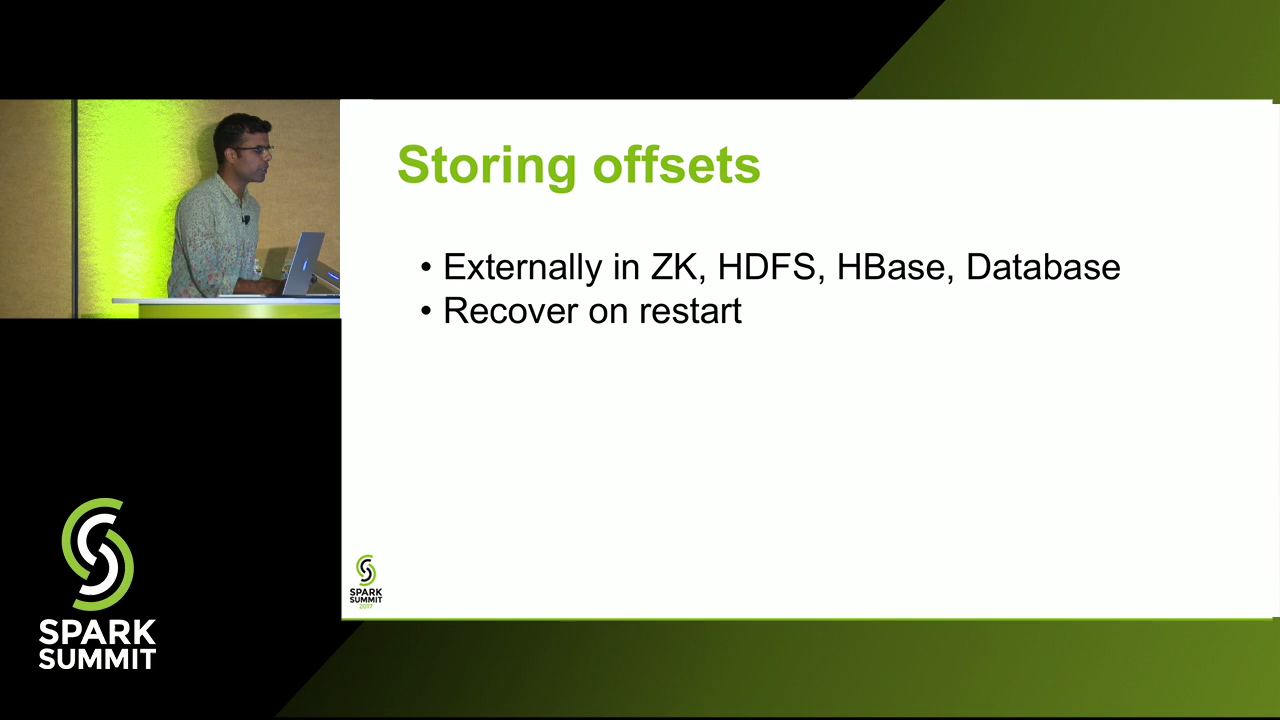 Storing offsets
• Externally in ZK, HDFS, HBase, Database
• Recover on restart
SPARK
SUMMIT
2017
SPARK
SUMMIT